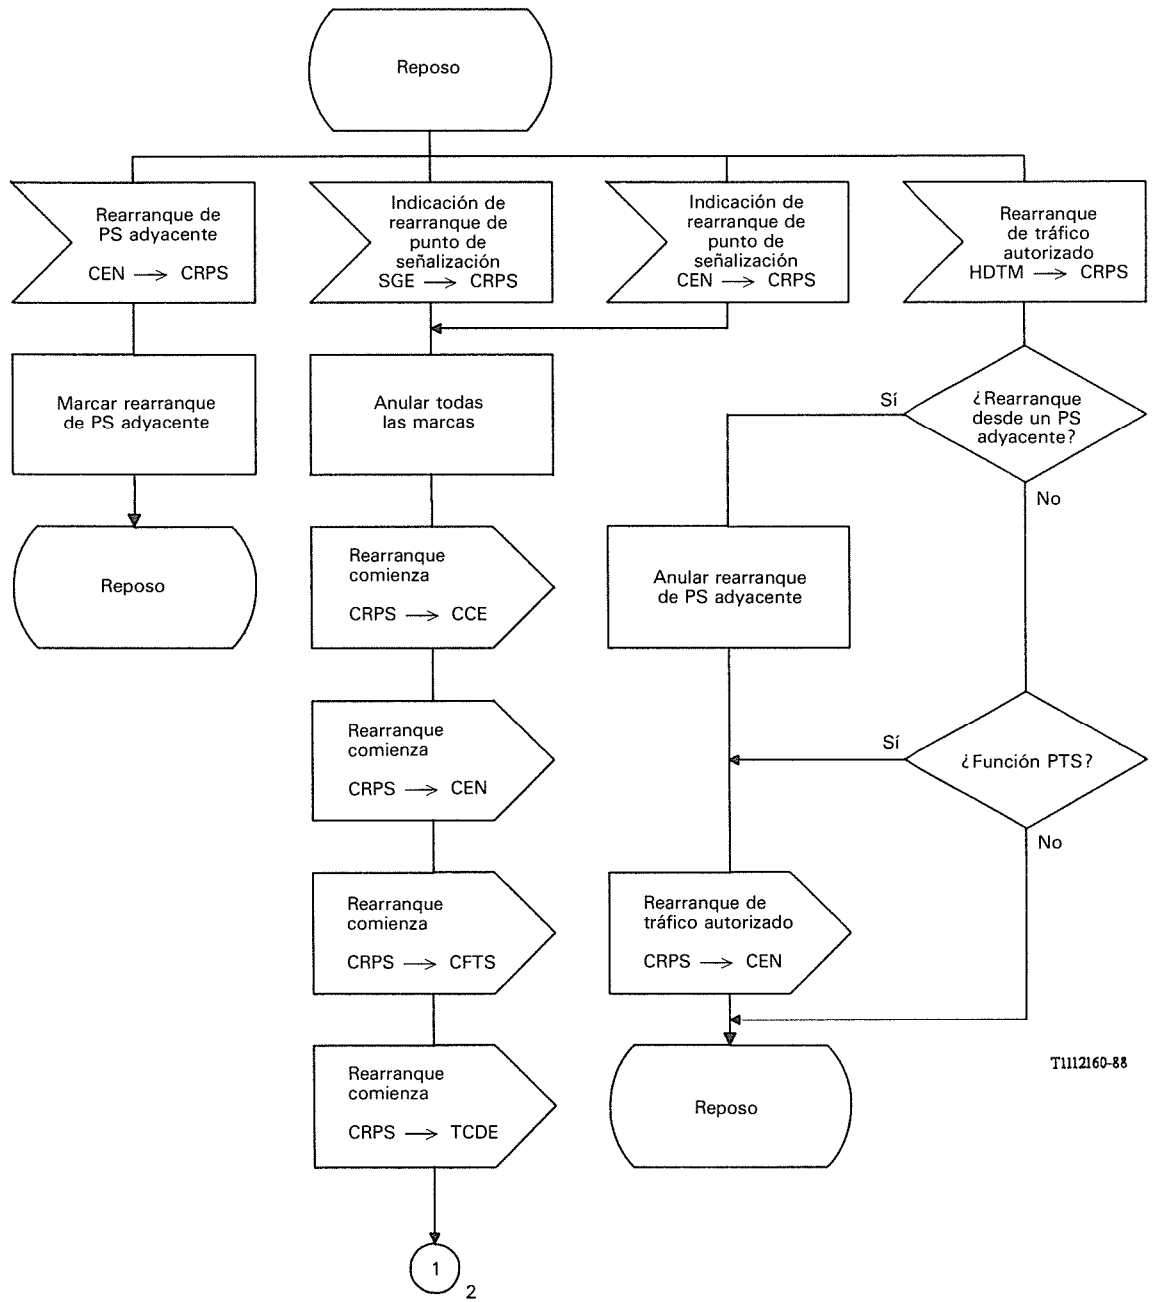 Reposo
Rearranque de
PS adyacente
CEN → CRPS
Indicación de
rearranque de
punto de
señalización
SGE → CRPS
Indicación de
rearranque de
punto de
señalización
CEN → CRPS
Rearranque
de tráfico
autorizado
HDTM → CRPS
Marcar rearranque
de PS adyacente
Anular todas
las marcas
Sí
¿Rearranque
desde un PS
adyacente?
No
Reposo
Rearranque
comienza
CRPS → CCE
Anular rearranque
de PS adyacente
Rearranque
comienza
CRPS → CEN
Sí
¿Función PTS?
No
Rearranque
comienza
CRPS → CFTS
Rearranque de
tráfico autorizado
CRPS → CEN
Rearranque
comienza
CRPS → TCDE
Reposo
T1112160-88
1
2